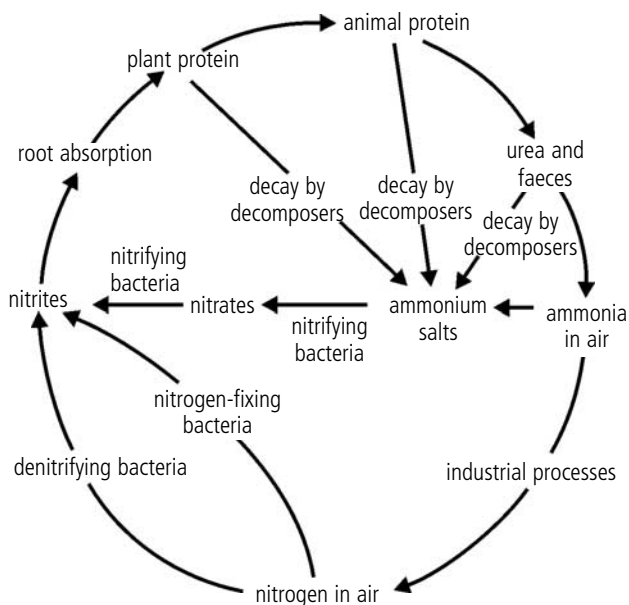 animal protein
plant protein
root absorption
urea and
faeces
decay by
decomposers
decay by
decomposers
decay by
decomposers
nitrifying
bacteria
nitrites
nitrates
nitrifying
bacteria
ammonium
salts
ammonia
in air
nitrogen-fixing
bacteria
denitrifying bacteria
industrial processes
nitrogen in air